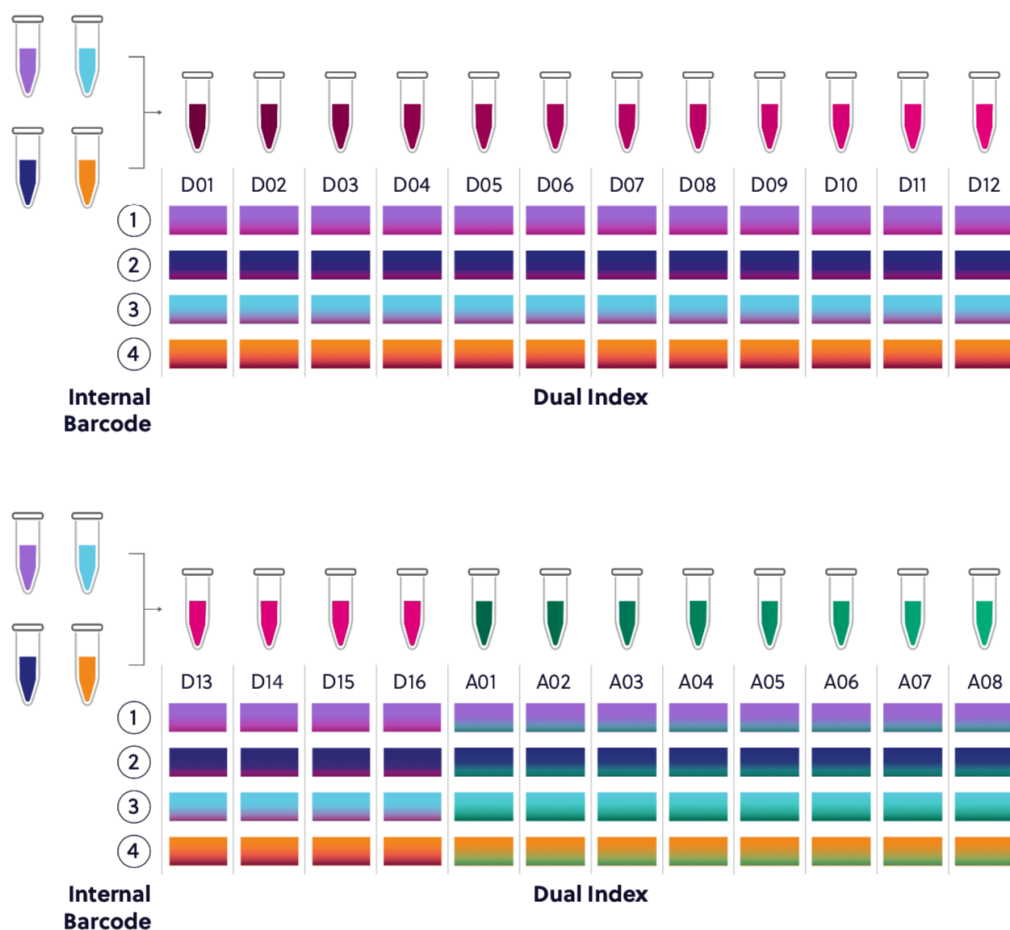 D01 D02 D03 D04 D05 D06 D07 D08 D09 D10 D11 D12
1
2
3
4
Internal
Barcode
Dual Index
D13 D14 D15 D16 A01 A02 A03 A04 A05 A06 A07 A08
1
2
3
4
Internal
Barcode
Dual Index